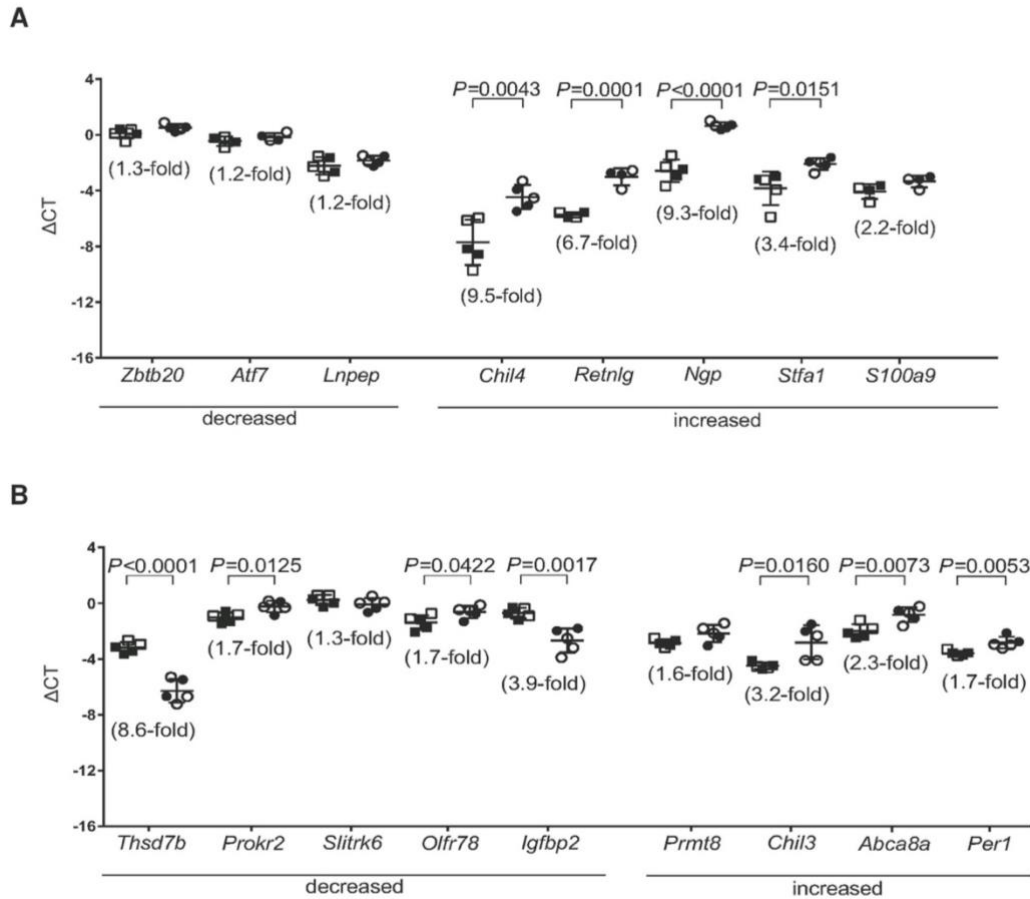 A
4
0
-4
-8
-12
-16
ΔCT
P=0.0043 P=0.0001 P<0.0001 P=0.0151
(1.3-fold) (1.2-fold) (1.2-fold) (9.5-fold) (6.7-fold) (9.3-fold) (3.4-fold) (2.2-fold)
Zbtb20 Atf7 Lnpep Chil4 Retnlg Ngp Stfa1 S100a9
decreased increased
B
4
0
-4
-8
-12
-16
ΔCT
P<0.0001 P=0.0125 P=0.0422 P=0.0017 P=0.0160 P=0.0073 P=0.0053
(8.6-fold) (1.7-fold) (1.3-fold) (1.7-fold) (3.9-fold) (1.6-fold) (3.2-fold) (2.3-fold) (1.7-fold)
Thsd7b Prokr2 Slitrk6 Olfr78 Igfbp2 Prmt8 Chil3 Abca8a Per1
decreased increased